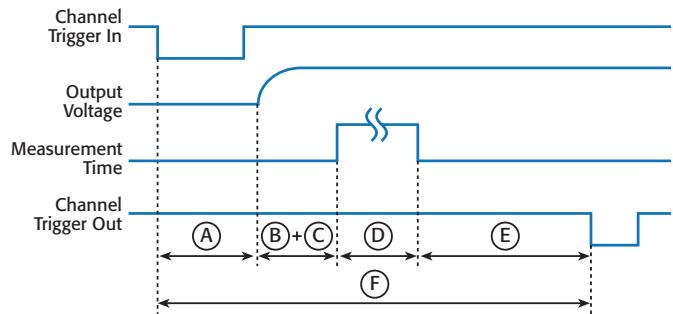 Channel
Trigger In
Output
Voltage
Measurement
Time
Channel
Trigger Out
A
B+C
D
E
F